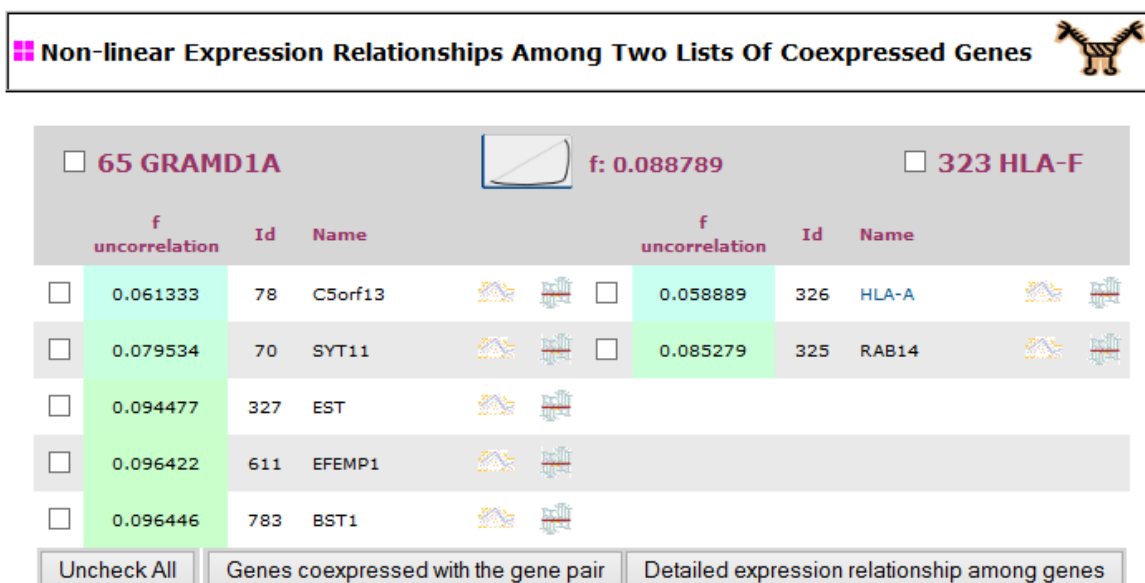 Non-linear Expression Relationships Among Two Lists Of Coexpressed Genes
65 GRAMD1A f: 0.088789 323 HLA-F
f uncorrelation Id Name f uncorrelation Id Name
0.061333 78 C5orf13 0.058889 326 HLA-A
0.079534 70 SYT11 0.085279 325 RAB14
0.094477 327 EST
0.096422 611 EFEMP1
0.096446 783 BST1
Uncheck All Genes coexpressed with the gene pair Detailed expression relationship among genes